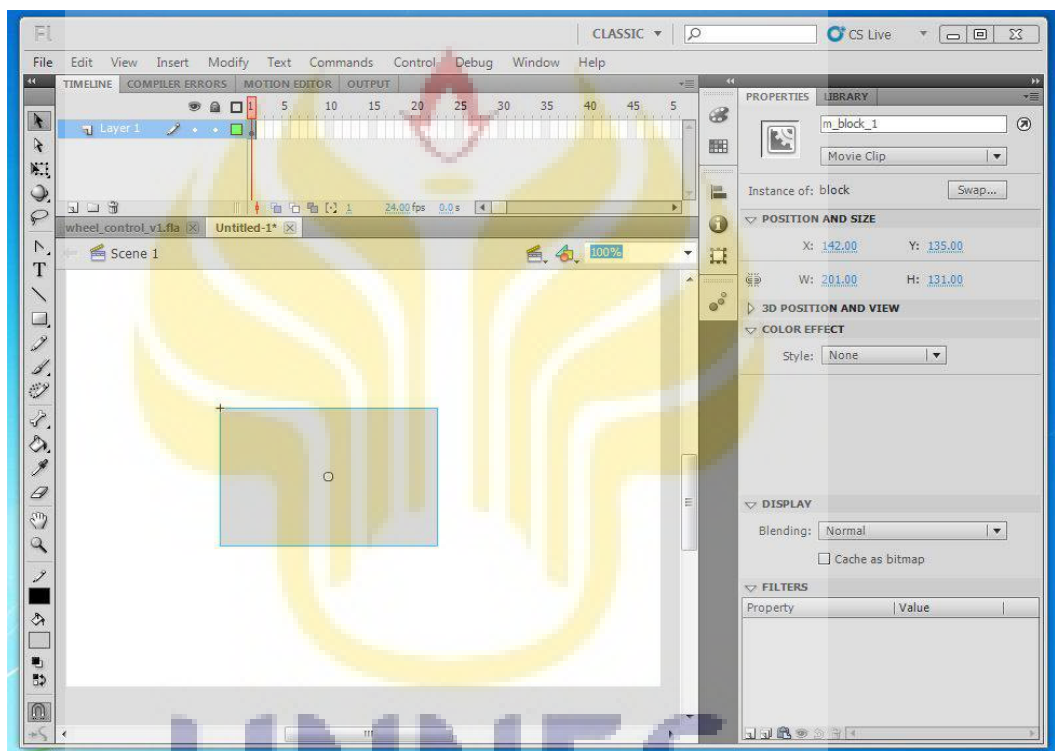 Fl CLASSIC CS Live
File Edit View Insert Modify Text Commands Control Debug Window Help
TIMELINE COMPILER ERRORS MOTION EDITOR OUTPUT
1 5 10 15 20 25 30 35 40 45 5
Layer 1
1 24.00 fps 0.0 s
wheel_control_v1.fla Untitled-1*
Scene 1 100%
PROPERTIES LIBRARY
m_block_1
Movie Clip
Instance of: block Swap...
POSITION AND SIZE
X: 142.00 Y: 135.00
W: 201.00 H: 131.00
3D POSITION AND VIEW
COLOR EFFECT
Style: None
DISPLAY
Blending: Normal
Cache as bitmap
FILTERS
Property Value